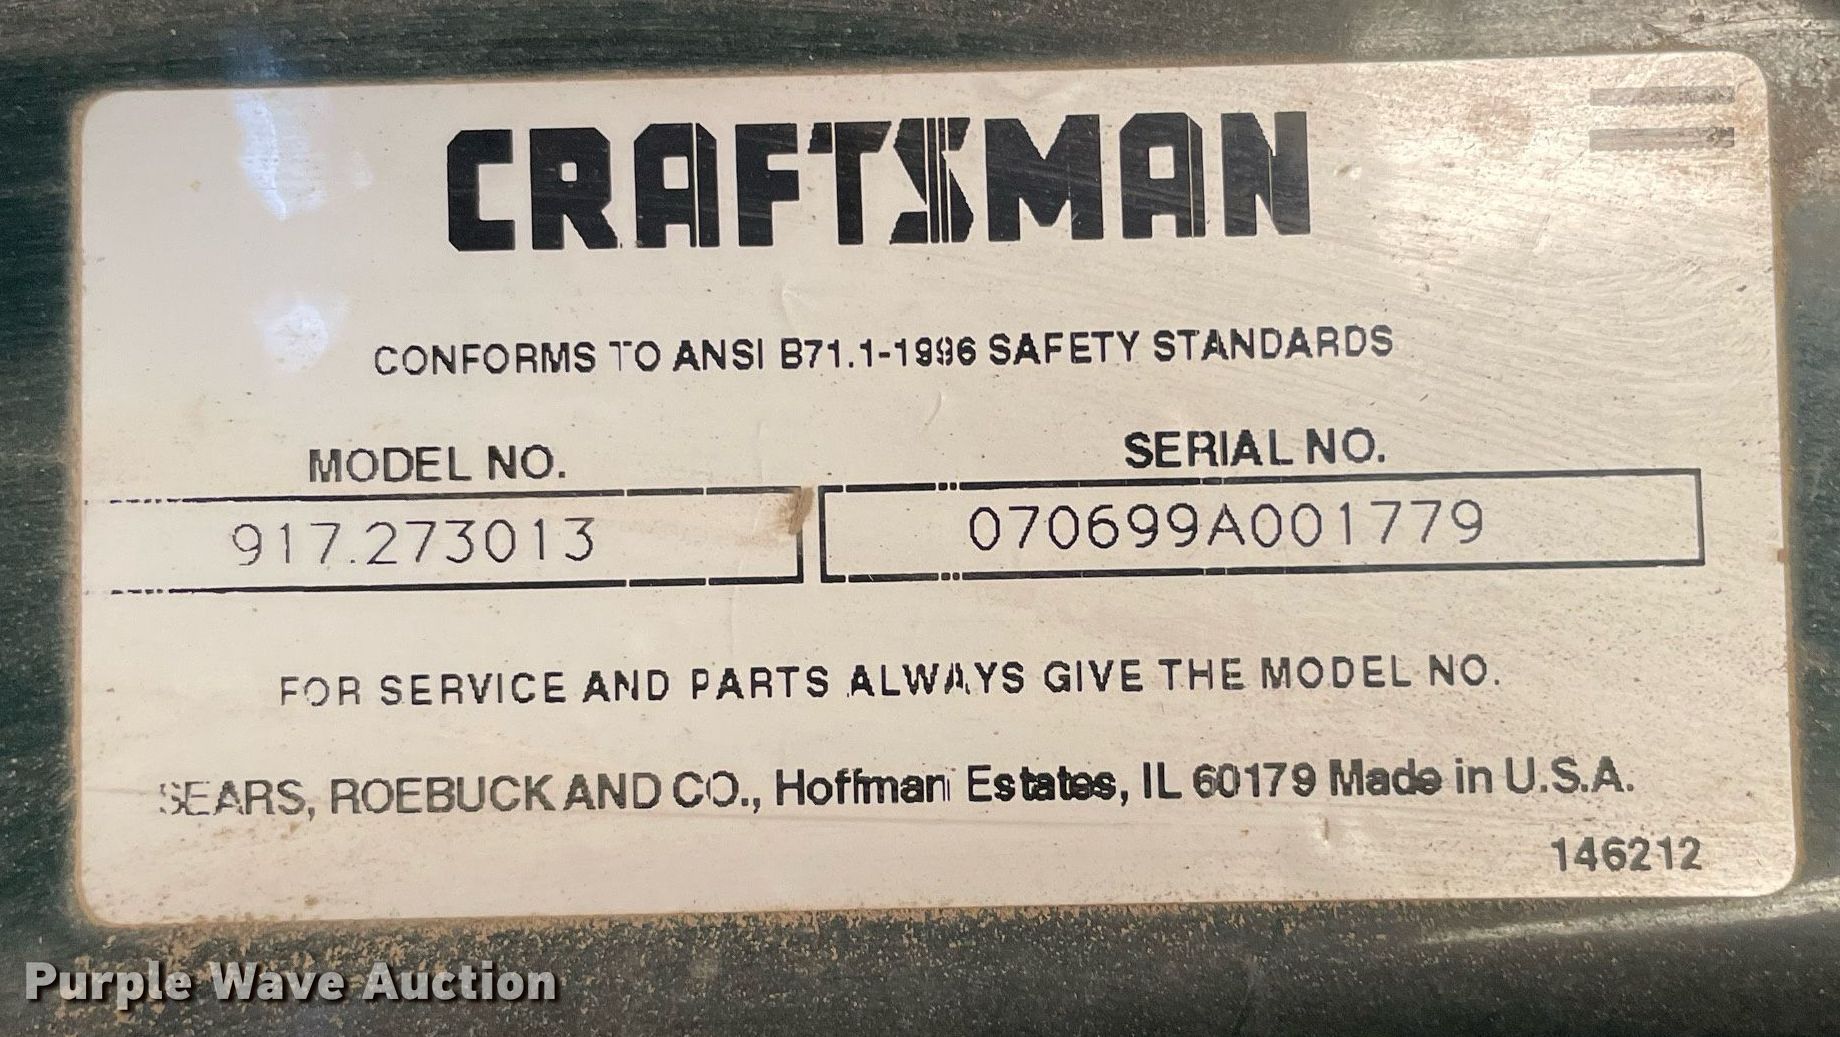 CRAFTSMAN
CONFORMS TO ANSI B71.1-1996 SAFETY STANDARDS
MODEL NO.
SERIAL NO.
917.273013
070699A001779
FOR SERVICE AND PARTS ALWAYS GIVE THE MODEL NO.
SEARS, ROEBUCK AND CO., Hoffman Estates, IL 60179 Made in U.S.A.
146212
Purple Wave Auction